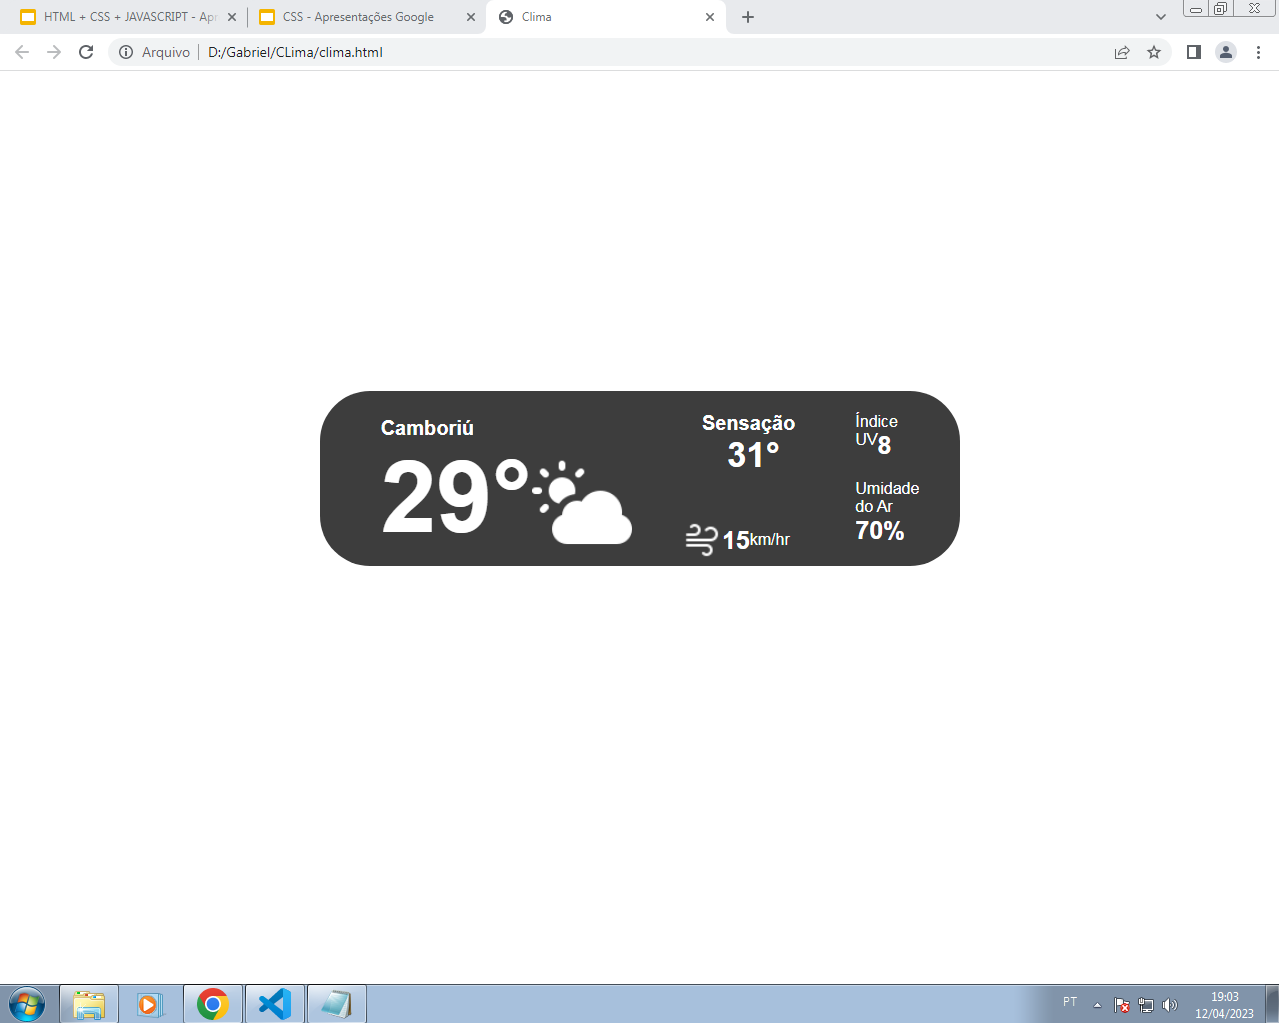 HTML + CSS + JAVASCRIPT - Apr
CSS - Apresentações Google
Clima
Arquivo
D:/Gabriel/CLima/clima.html
Camboriú
29°
Sensação
31°
15km/hr
Índice
UV8
Umidade
do Ar
70%
PT
19:03
12/04/2023